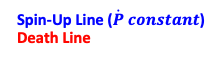 Spin-Up Line (Ṗ constant)
Death Line